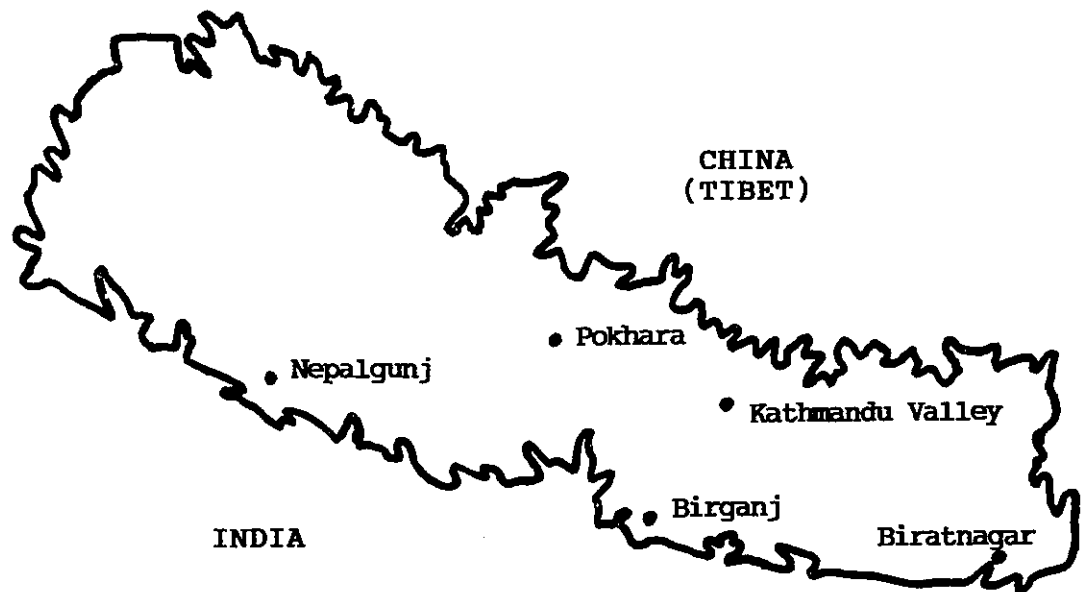 CHINA
(TIBET)
Pokhara
Nepalgunj
Kathmandu Valley
Birganj
INDIA
Biratnagar